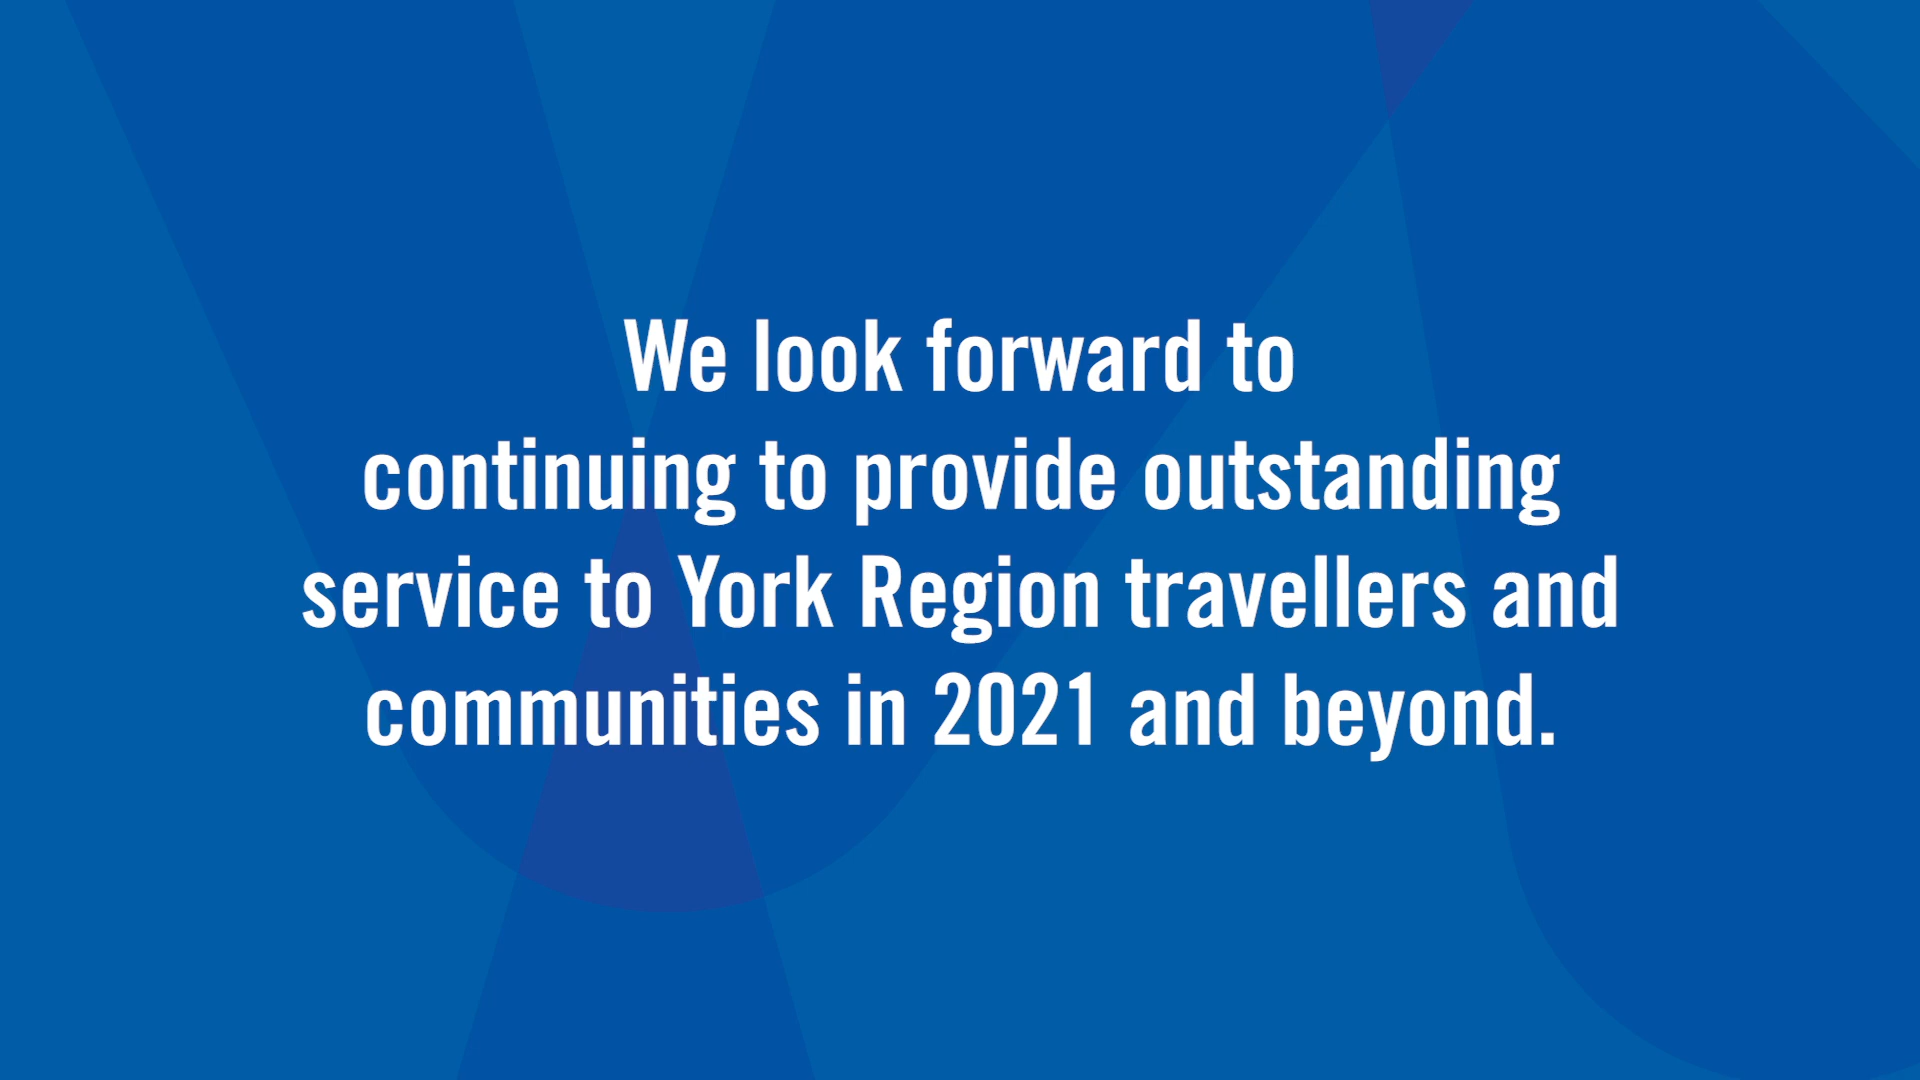 We look forward to
continuing to provide outstanding
service to York Region travellers and
communities in 2021 and beyond.